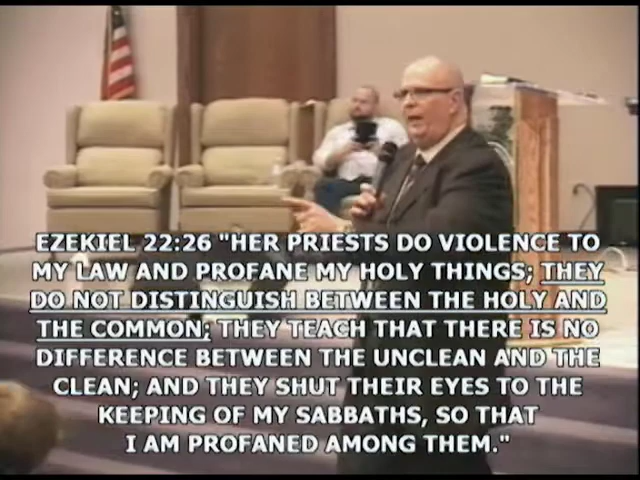 EZEKIEL 22:26 "HER PRIESTS DO VIOLENCE TO
MY LAW AND PROFANE MY HOLY THINGS; THEY
DO NOT DISTINGUISH BETWEEN THE HOLY AND
THE COMMON; THEY TEACH THAT THERE IS NO
DIFFERENCE BETWEEN THE UNCLEAN AND THE
CLEAN; AND THEY SHUT THEIR EYES TO THE
KEEPING OF MY SABBATHS, SO THAT
I AM PROFANED AMONG THEM."